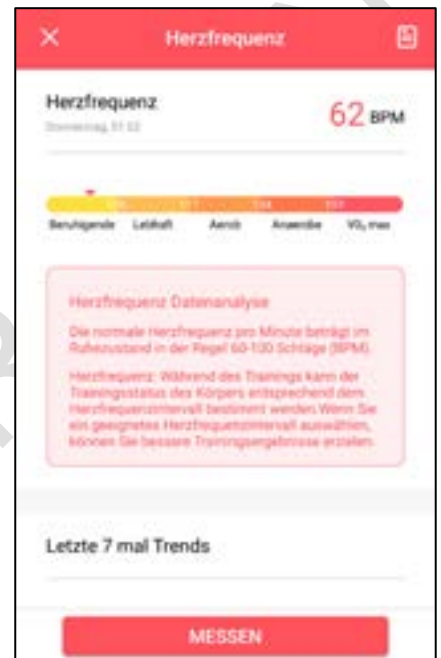 Herzfrequenz
Herzfrequenz
62 BPM
Beruhigende Lebhaft Aerob Anaerobe VO₂ max
Herzfrequenz Datenanalyse
Die normale Herzfrequenz pro Minute beträgt im
Ruhezustand in der Regel 60-100 Schläge (BPM).
Herzfrequenz: Während des Trainings kann der
Trainingsstatus des Körpers entsprechend dem
Herzfrequenzintervall bestimmt werden.Wenn Sie
ein geeignetes Herzfrequenzintervall auswählen,
können Sie bessere Trainingsergebnisse erzielen.
Letzte 7 mal Trends
MESSEN